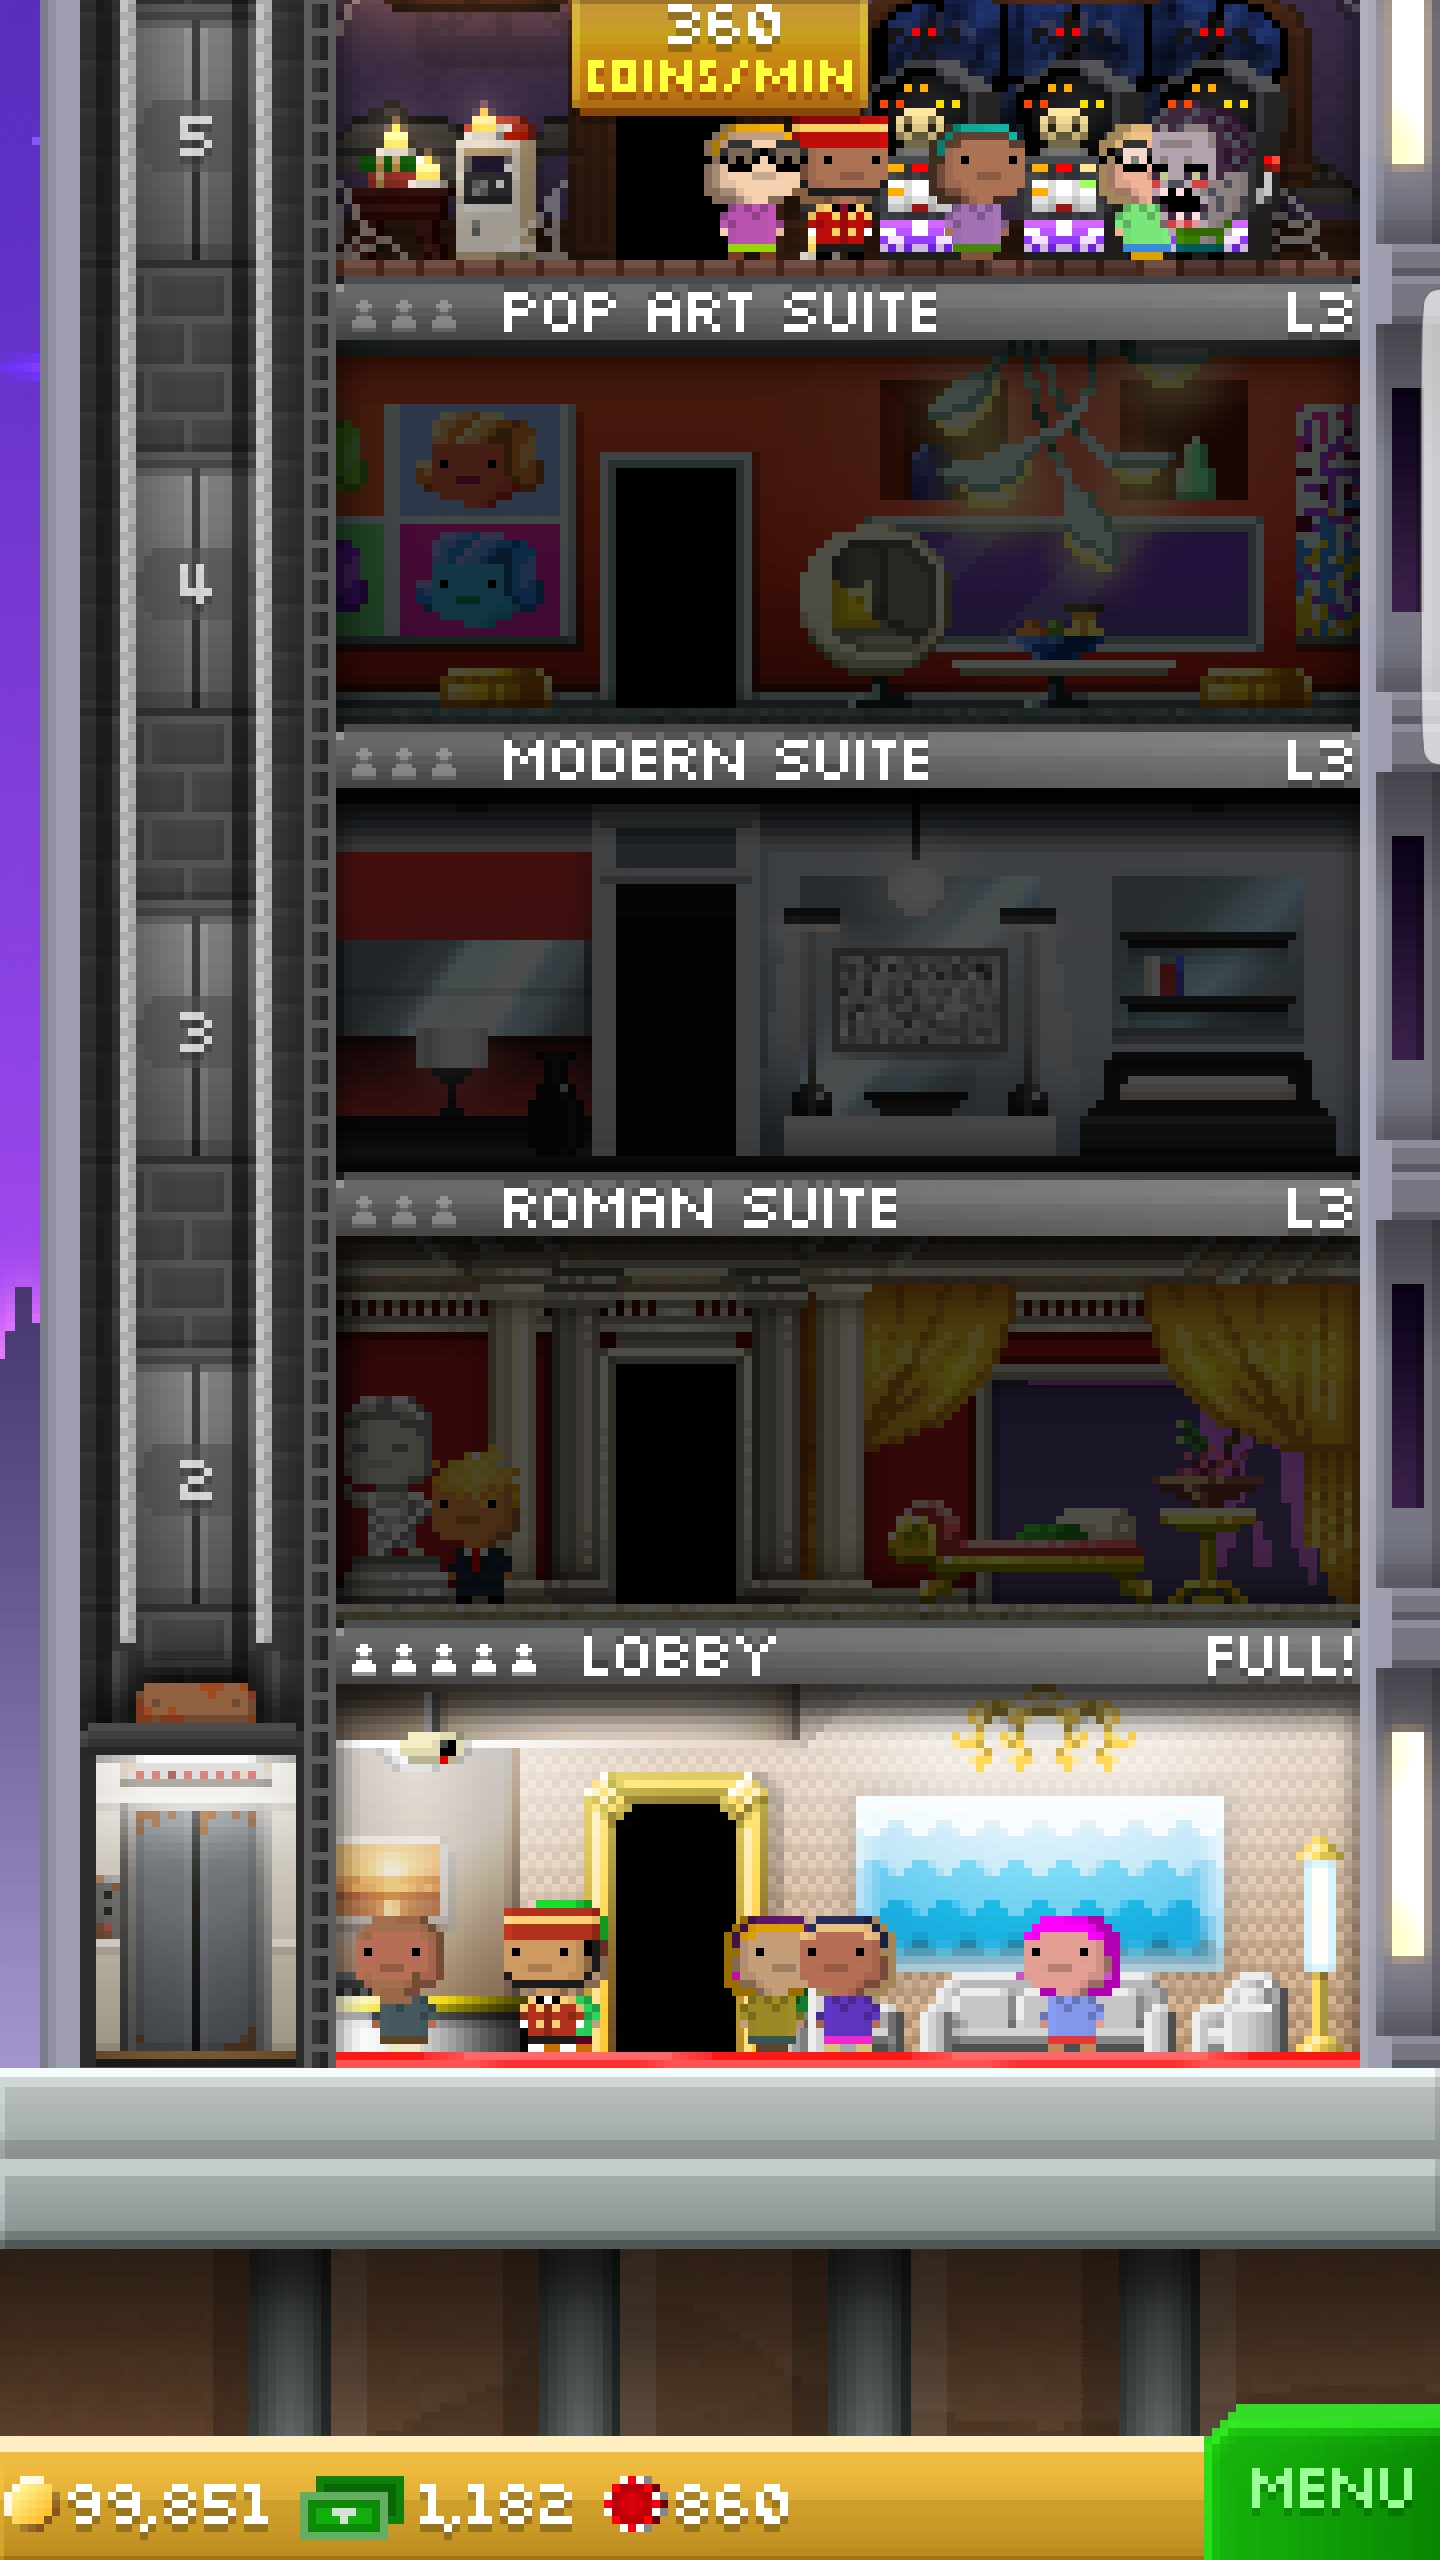 360
COINS/MIN
5
POP ART SUITE L3
4
MODERN SUITE L3
3
ROMAN SUITE L3
2
LOBBY FULL!
99,851 1,182 860
MENU